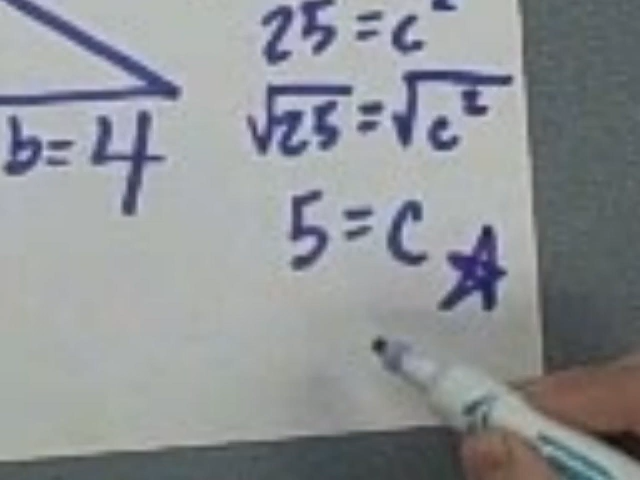 25 = c²
√25 = √c²
b = 4
5 = c